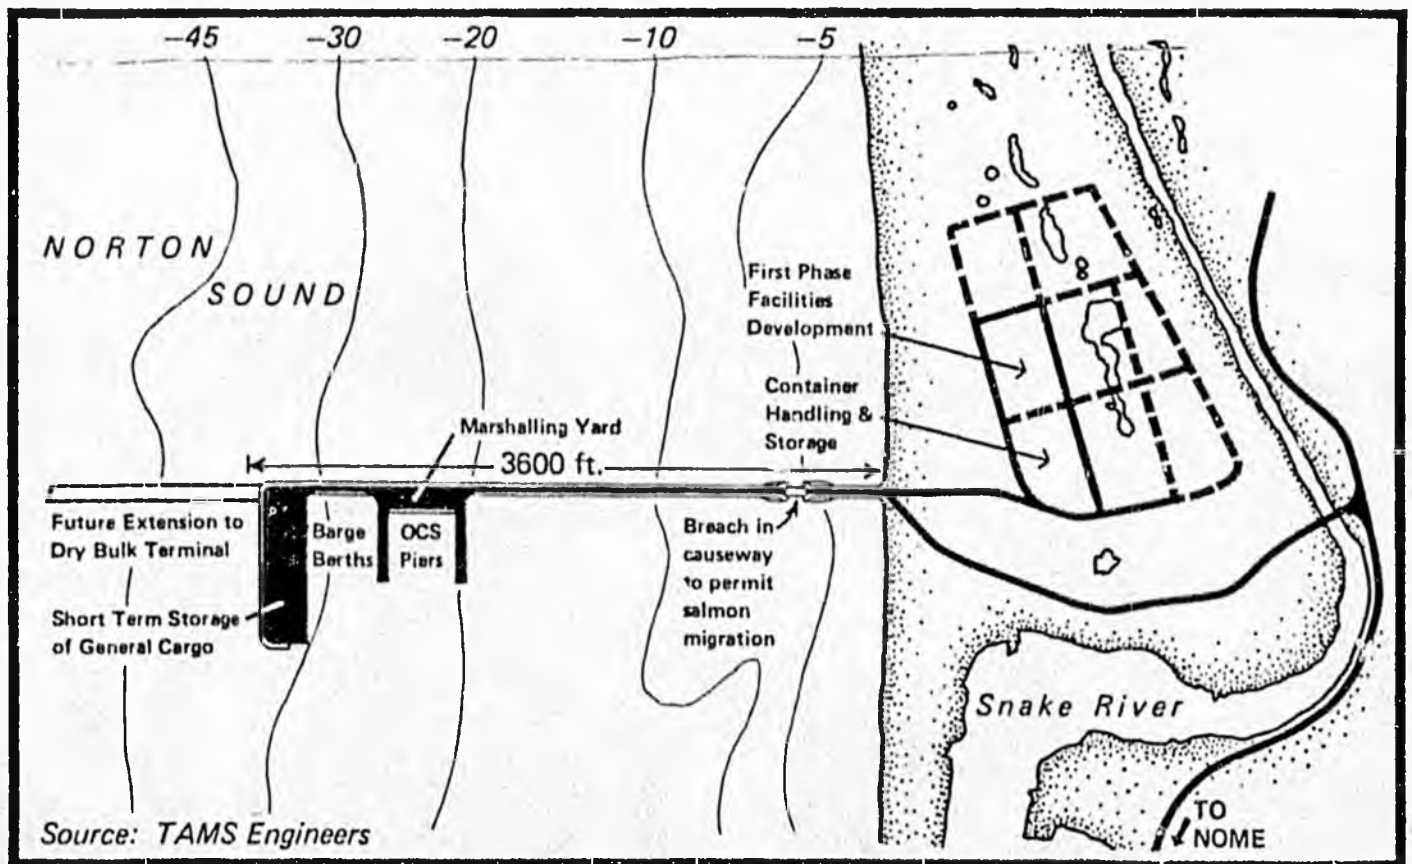 -45 -30 -20 -10 -5
NORTON
SOUND
First Phase
Facilities
Development
Container
Handling &
Storage
Marshalling Yard
3600 ft.
Future Extension to
Dry Bulk Terminal
Barge
Berths
OCS
Piers
Breach in
causeway
to permit
salmon
migration
Short Term Storage
of General Cargo
Snake River
TO
NOME
Source: TAMS Engineers